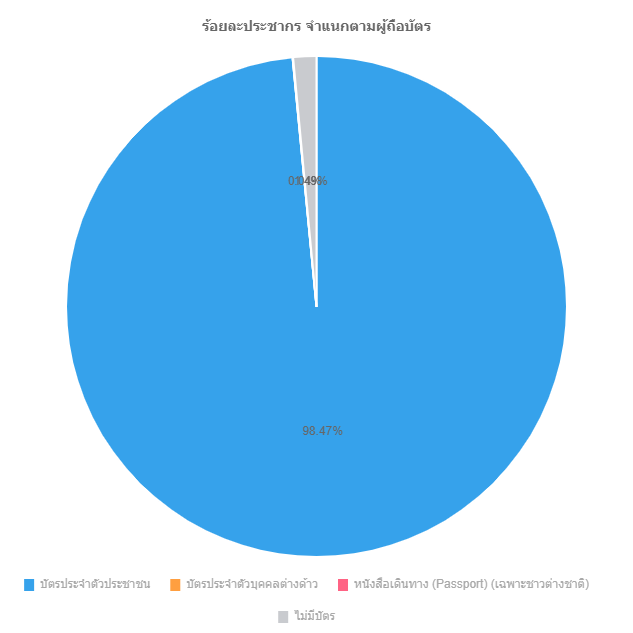 ร้อยละประชากร จำแนกตามผู้ถือบัตร
98.47%
บัตรประจำตัวประชาชน บัตรประจำตัวบุคคลต่างด้าว หนังสือเดินทาง (Passport) (เฉพาะชาวต่างชาติ)
ไม่มีบัตร